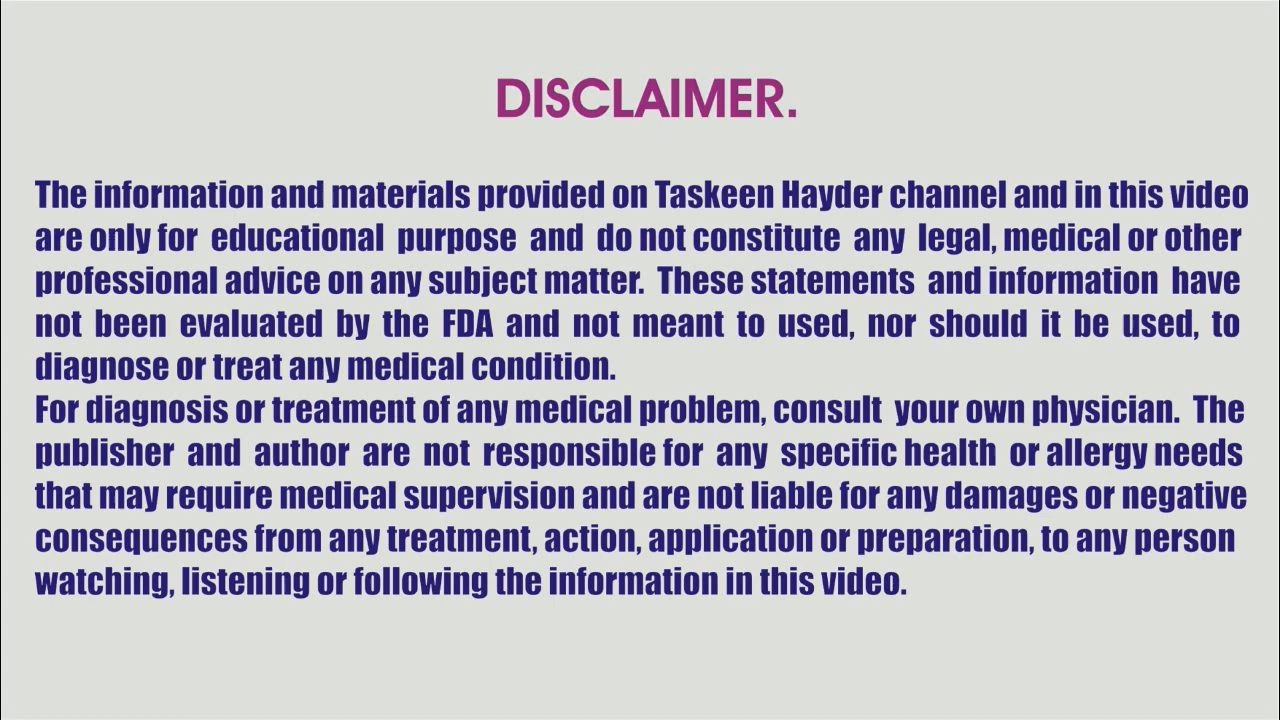 DISCLAIMER.
The information and materials provided on Taskeen Hayder channel and in this video
are only for educational purpose and do not constitute any legal, medical or other
professional advice on any subject matter. These statements and information have
not been evaluated by the FDA and not meant to used, nor should it be used, to
diagnose or treat any medical condition.
For diagnosis or treatment of any medical problem, consult your own physician. The
publisher and author are not responsible for any specific health or allergy needs
that may require medical supervision and are not liable for any damages or negative
consequences from any treatment, action, application or preparation, to any person
watching, listening or following the information in this video.